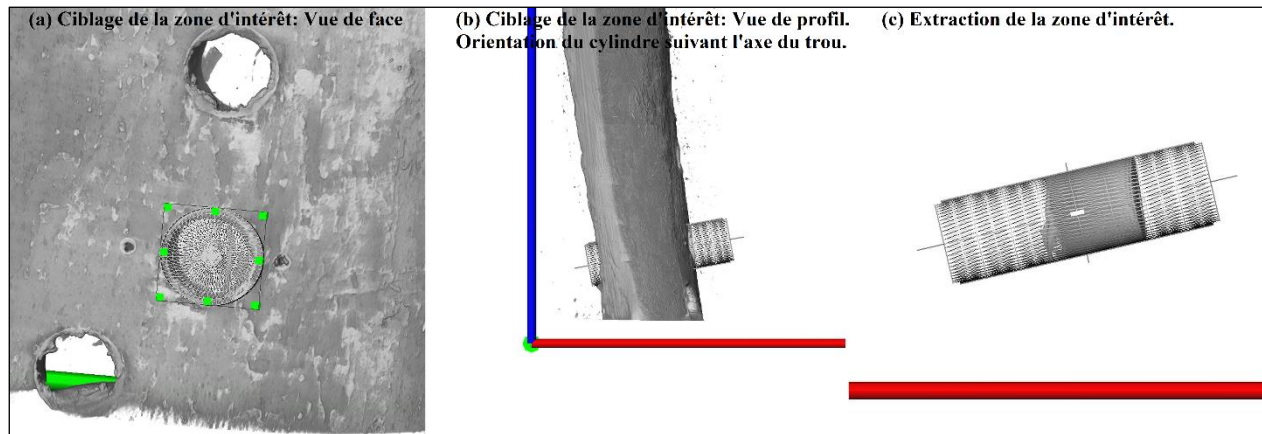 (a) Ciblage de la zone d'intérêt: Vue de face
(b) Ciblage de la zone d'intérêt: Vue de profil.
Orientation du cylindre suivant l'axe du trou.
(c) Extraction de la zone d'intérêt.